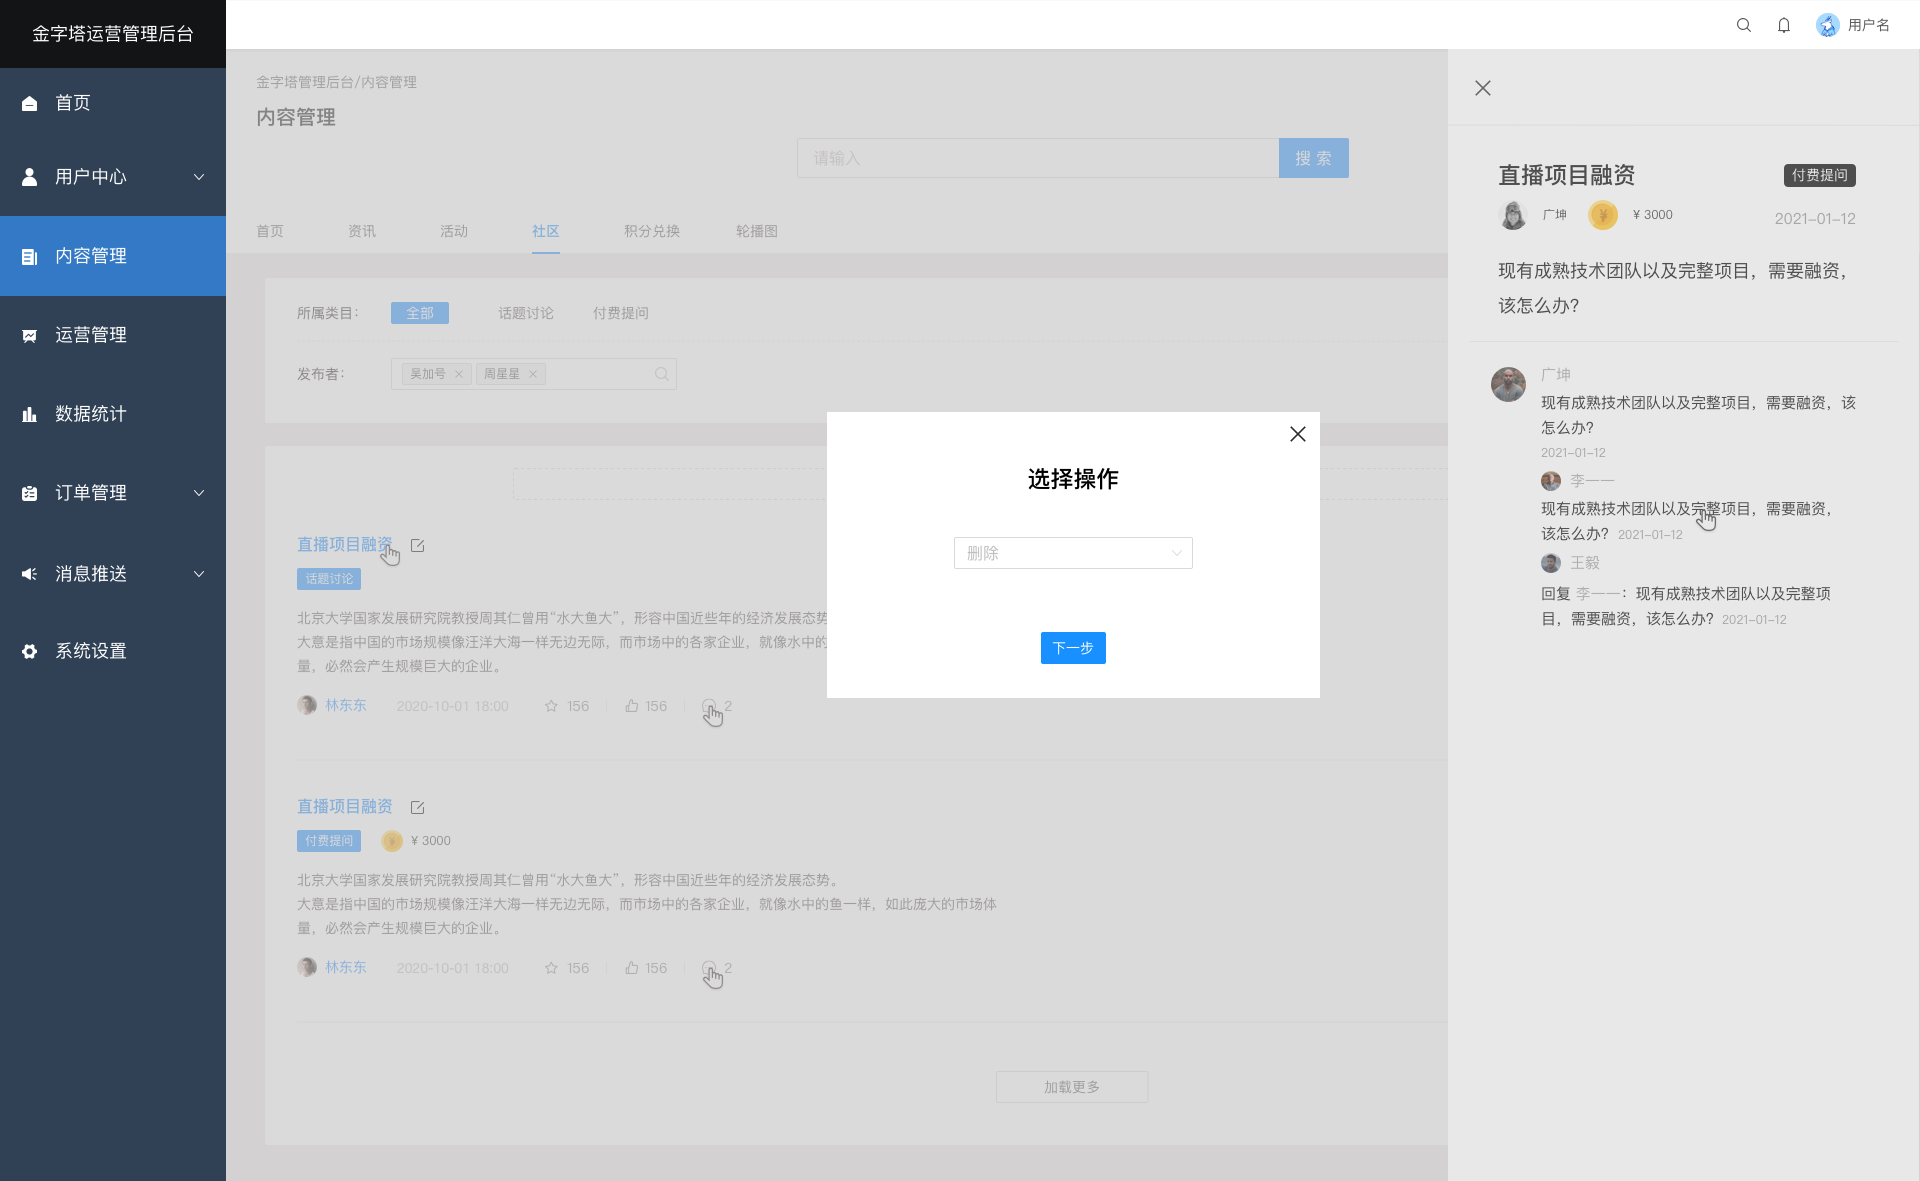 金字塔运营管理后台
用户名
首页
用户中心
内容管理
运营管理
数据统计
订单管理
消息推送
系统设置
金字塔管理后台/内容管理
内容管理
请输入
搜 索
首页
资讯
活动
社区
积分兑换
轮播图
所属类目：
全部
话题讨论
付费提问
发布者：
吴加号
周星星
直播项目融资
话题讨论
北京大学国家发展研究院教授周其仁曾用“水大鱼大”，形容中国近些年的经济发展态势
大意是指中国的市场规模像汪洋大海一样无边无际，而市场中的各家企业，就像水中的
量，必然会产生规模巨大的企业。
林东东
2020-10-01 18:00
156
156
2
直播项目融资
付费提问
¥ 3000
北京大学国家发展研究院教授周其仁曾用“水大鱼大”，形容中国近些年的经济发展态势。
大意是指中国的市场规模像汪洋大海一样无边无际，而市场中的各家企业，就像水中的鱼一样，如此庞大的市场体
量，必然会产生规模巨大的企业。
林东东
2020-10-01 18:00
156
156
2
加载更多
选择操作
删除
下一步
直播项目融资
付费提问
广坤
¥ 3000
2021-01-12
现有成熟技术团队以及完整项目，需要融资，
该怎么办？
广坤
现有成熟技术团队以及完整项目，需要融资，该
怎么办？
2021-01-12
李一一
现有成熟技术团队以及完整项目，需要融资，
该怎么办？ 2021-01-12
王毅
回复 李一一：现有成熟技术团队以及完整项
目，需要融资，该怎么办？ 2021-01-12